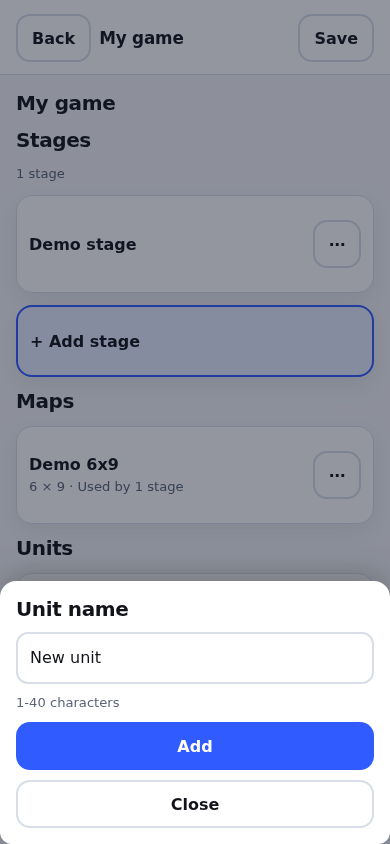 Back
My game
Save
My game
Stages
1 stage
Demo stage
...
+ Add stage
Maps
Demo 6x9
6 × 9 · Used by 1 stage
...
Units
Unit name
New unit
1-40 characters
Add
Close